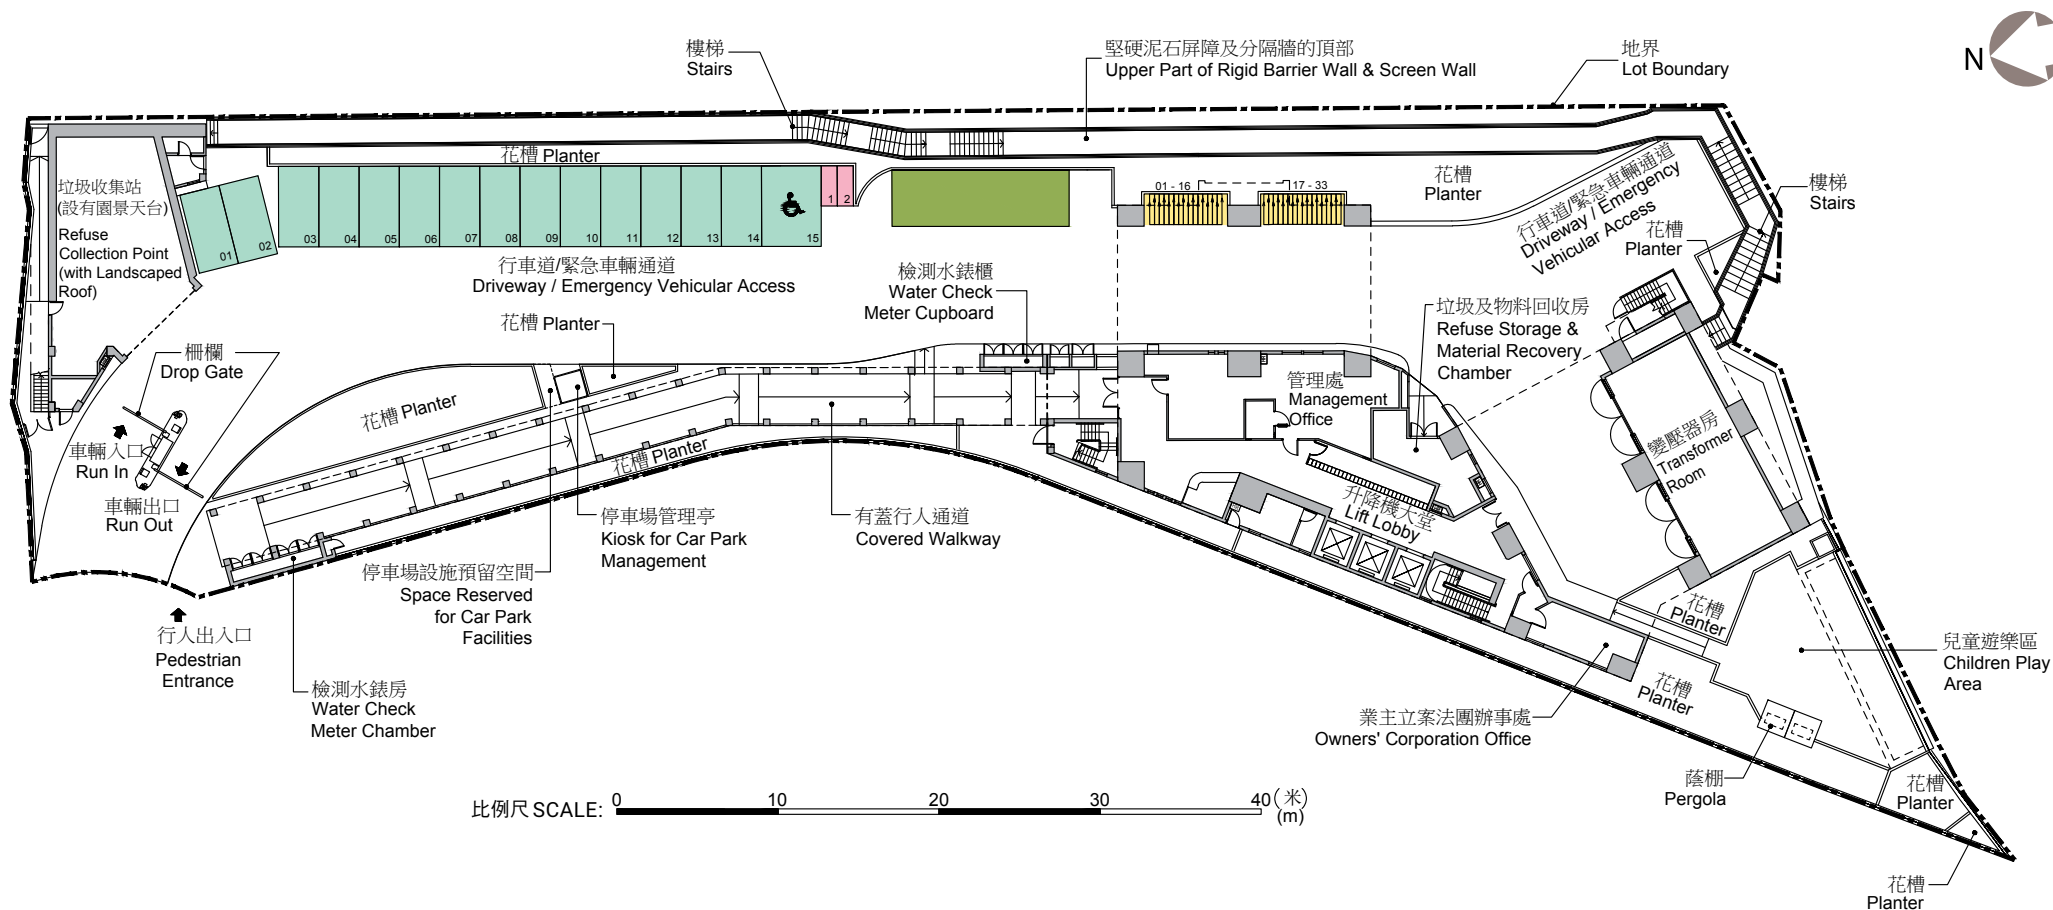 樓梯
Stairs
堅硬泥石屏障及分隔牆的頂部
Upper Part of Rigid Barrier Wall & Screen Wall
地界
Lot Boundary
N
花槽 Planter
垃圾收集站
(設有園景天台)
Refuse
Collection Point
(with Landscaped
Roof)
01
02
03
04
05
06
07
08
09
10
11
12
13
14
15
1
2
01 - 16
17 - 33
花槽
Planter
行車道/緊急車輛通道
Driveway / Emergency
Vehicular Access
樓梯
Stairs
花槽
Planter
行車道/緊急車輛通道
Driveway / Emergency Vehicular Access
檢測水錶櫃
Water Check
Meter Cupboard
垃圾及物料回收房
Refuse Storage &
Material Recovery
Chamber
花槽 Planter
柵欄
Drop Gate
花槽 Planter
管理處
Management
Office
變壓器房
Transformer
Room
車輛入口
Run In
車輛出口
Run Out
花槽 Planter
升降機大堂
Lift Lobby
停車場管理亭
Kiosk for Car Park
Management
有蓋行人通道
Covered Walkway
停車場設施預留空間
Space Reserved
for Car Park
Facilities
行人出入口
Pedestrian
Entrance
檢測水錶房
Water Check
Meter Chamber
花槽
Planter
兒童遊樂區
Children Play
Area
花槽
Planter
業主立案法團辦事處
Owners' Corporation Office
蔭棚
Pergola
花槽
Planter
花槽
Planter
比例尺 SCALE: 0 10 20 30 40 (米)
(m)